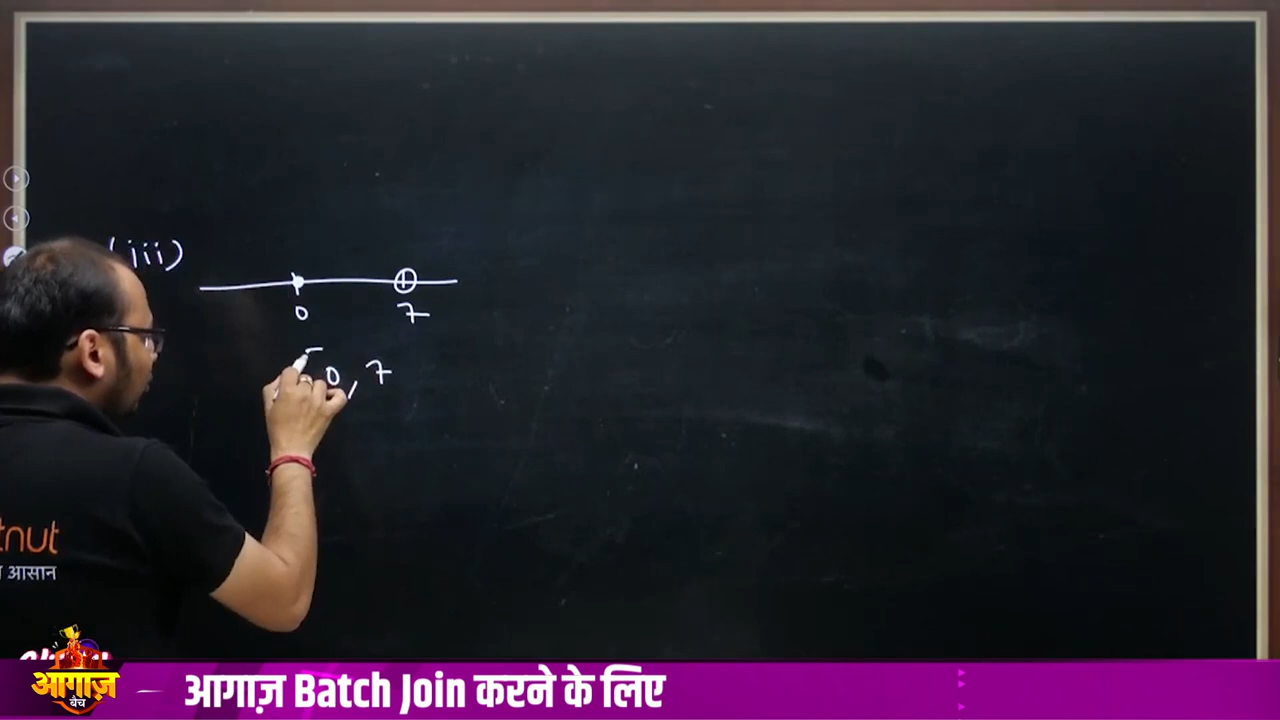 (iii)
0 7
0, 7
tnut
आसान
आगाज़
बैच
आगाज़ Batch Join करने के लिए